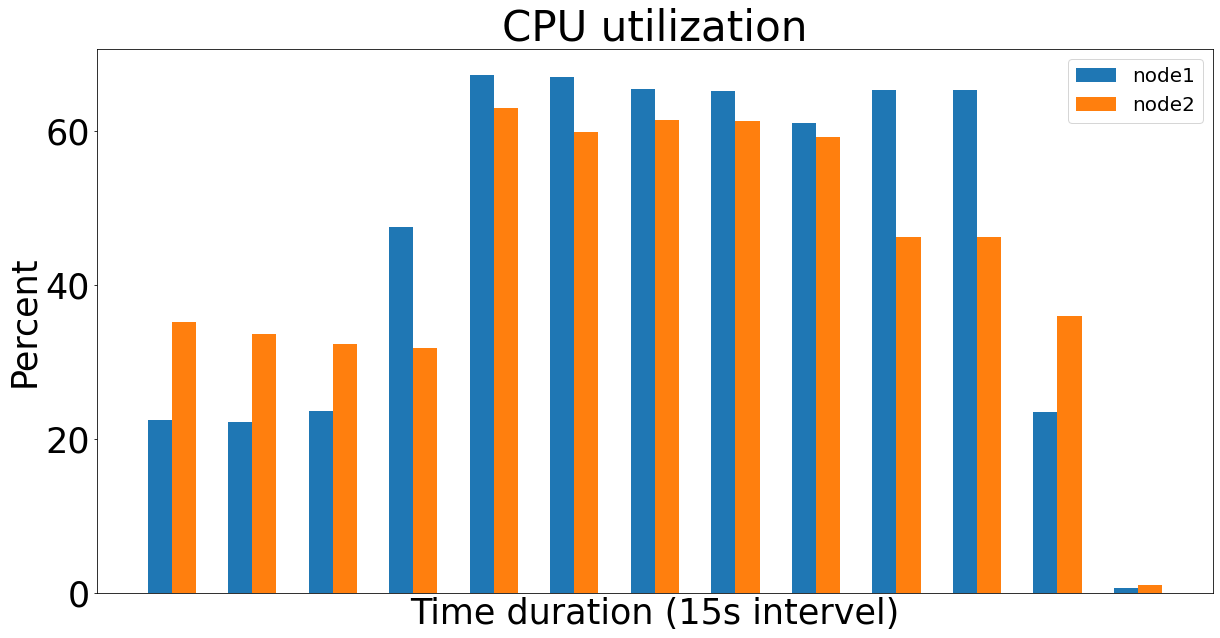 CPU utilization
node1
node2
Percent
60
40
20
0
Time duration (15s intervel)